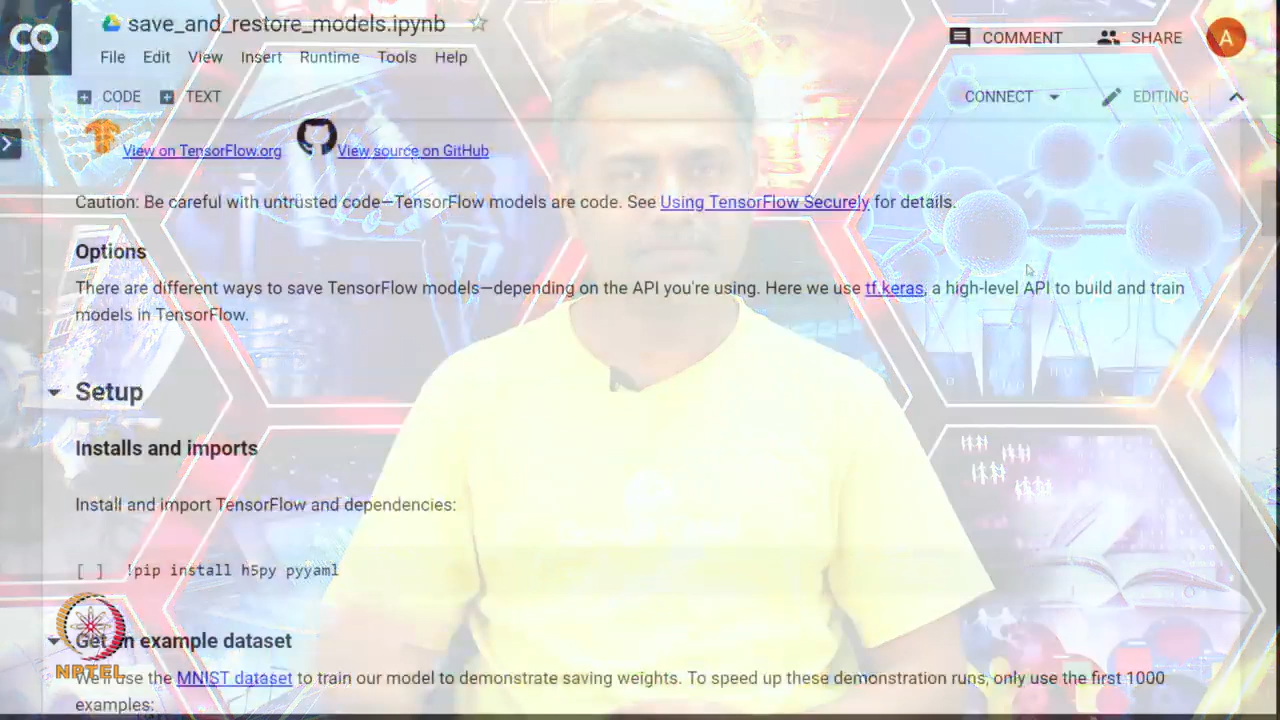 CO save_and_restore_models.ipynb
COMMENT SHARE A
File Edit View Insert Runtime Tools Help
CODE TEXT CONNECT EDITING
View on TensorFlow.org View source on GitHub
Caution: Be careful with untrusted code—TensorFlow models are code. See Using TensorFlow Securely for details.
Options
There are different ways to save TensorFlow models—depending on the API you're using. Here we use tf.keras, a high-level API to build and train
models in TensorFlow.
Setup
Installs and imports
Install and import TensorFlow and dependencies:
[ ] !pip install h5py pyyaml
Get an example dataset
NPTEL
We'll use the MNIST dataset to train our model to demonstrate saving weights. To speed up these demonstration runs, only use the first 1000
examples: